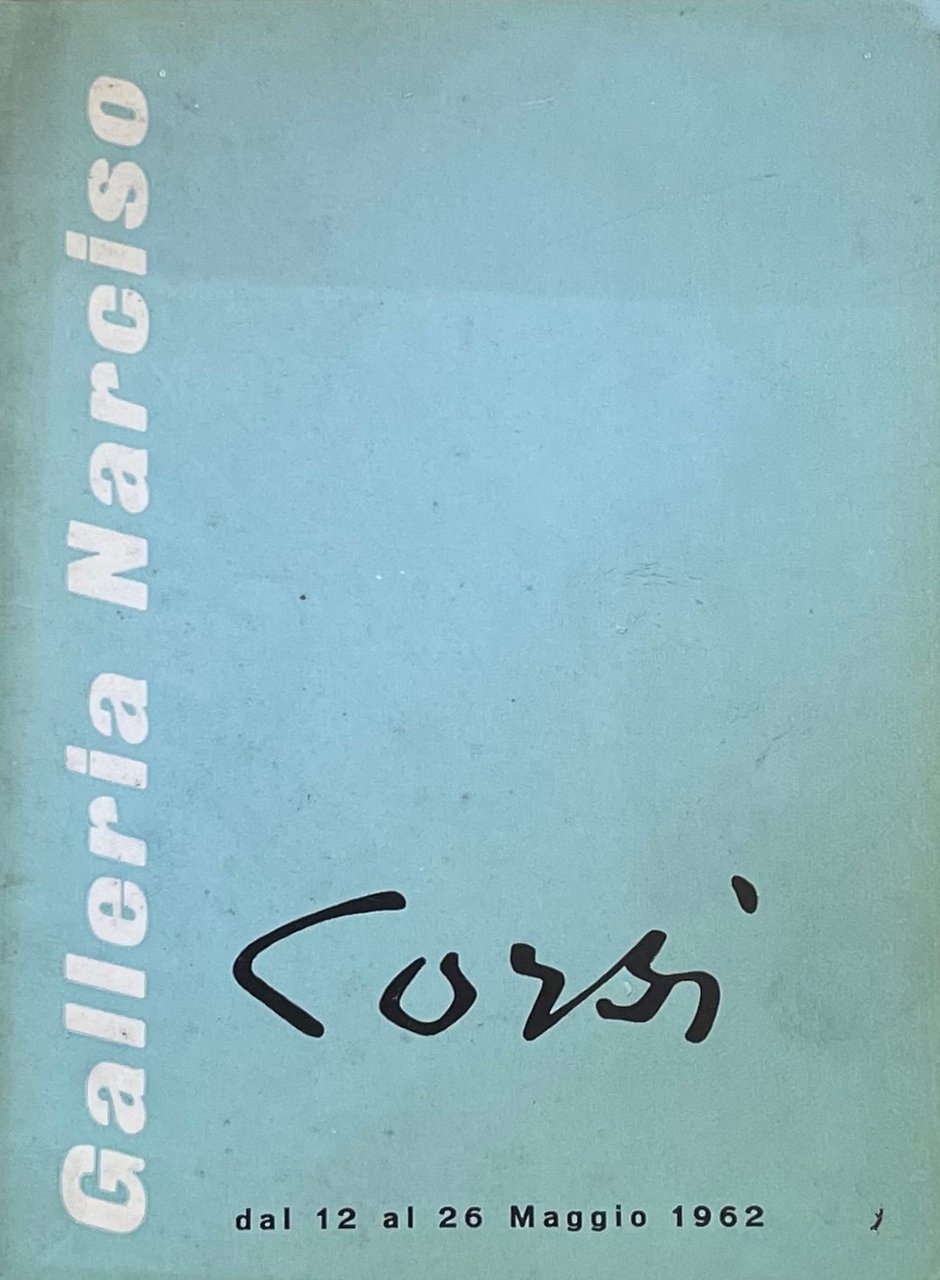 Galleria Narciso
Corsi
dal 12 al 26 Maggio 1962